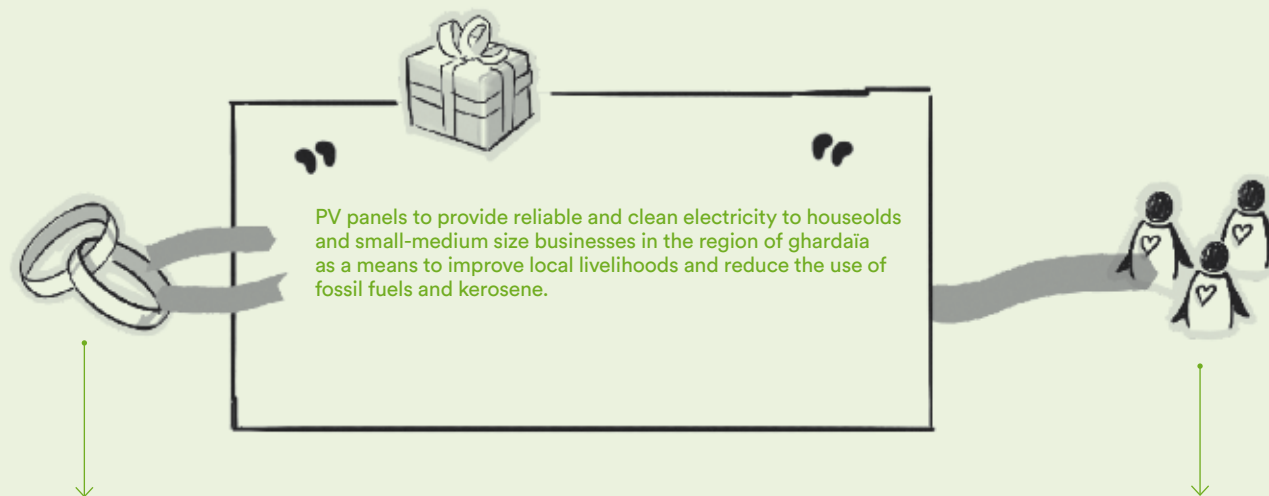 PV panels to provide reliable and clean electricity to houseolds
and small-medium size businesses in the region of ghardaïa
as a means to improve local livelihoods and reduce the use of
fossil fuels and kerosene.